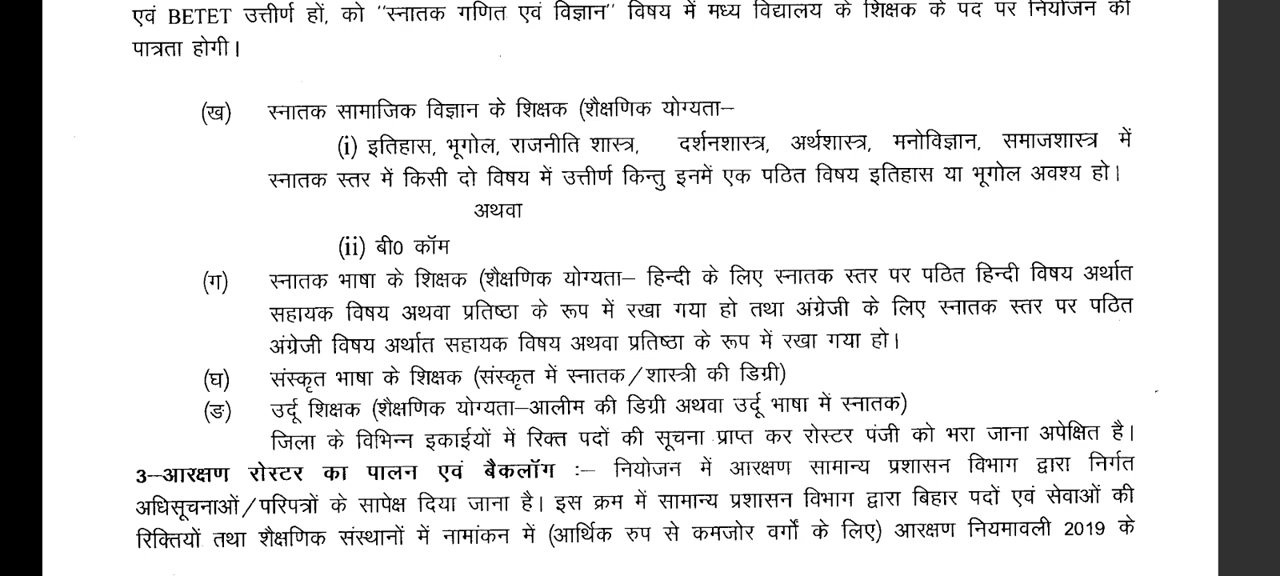 एवं BETET उत्तीर्ण हों, को "स्नातक गणित एवं विज्ञान" विषय में मध्य विद्यालय के शिक्षक के पद पर नियोजन की
पात्रता होगी।
(ख) स्नातक सामाजिक विज्ञान के शिक्षक (शैक्षणिक योग्यता–
(i) इतिहास, भूगोल, राजनीति शास्त्र, दर्शनशास्त्र, अर्थशास्त्र, मनोविज्ञान, समाजशास्त्र में
स्नातक स्तर में किसी दो विषय में उत्तीर्ण किन्तु इनमें एक पठित विषय इतिहास या भूगोल अवश्य हो।
अथवा
(ii) बी0 कॉम
(ग) स्नातक भाषा के शिक्षक (शैक्षणिक योग्यता– हिन्दी के लिए स्नातक स्तर पर पठित हिन्दी विषय अर्थात
सहायक विषय अथवा प्रतिष्ठा के रूप में रखा गया हो तथा अंग्रेजी के लिए स्नातक स्तर पर पठित
अंग्रेजी विषय अर्थात सहायक विषय अथवा प्रतिष्ठा के रूप में रखा गया हो।
(घ) संस्कृत भाषा के शिक्षक (संस्कृत में स्नातक/शास्त्री की डिग्री)
(ङ) उर्दू शिक्षक (शैक्षणिक योग्यता–आलीम की डिग्री अथवा उर्दू भाषा में स्नातक)
जिला के विभिन्न इकाईयों में रिक्त पदों की सूचना प्राप्त कर रोस्टर पंजी को भरा जाना अपेक्षित है।
3–आरक्षण रोस्टर का पालन एवं बैकलॉग :– नियोजन में आरक्षण सामान्य प्रशासन विभाग द्वारा निर्गत
अधिसूचनाओं/परिपत्रों के सापेक्ष दिया जाना है। इस क्रम में सामान्य प्रशासन विभाग द्वारा बिहार पदों एवं सेवाओं की
रिक्तियों तथा शैक्षणिक संस्थानों में नामांकन में (आर्थिक रुप से कमजोर वर्गों के लिए) आरक्षण नियमावली 2019 के